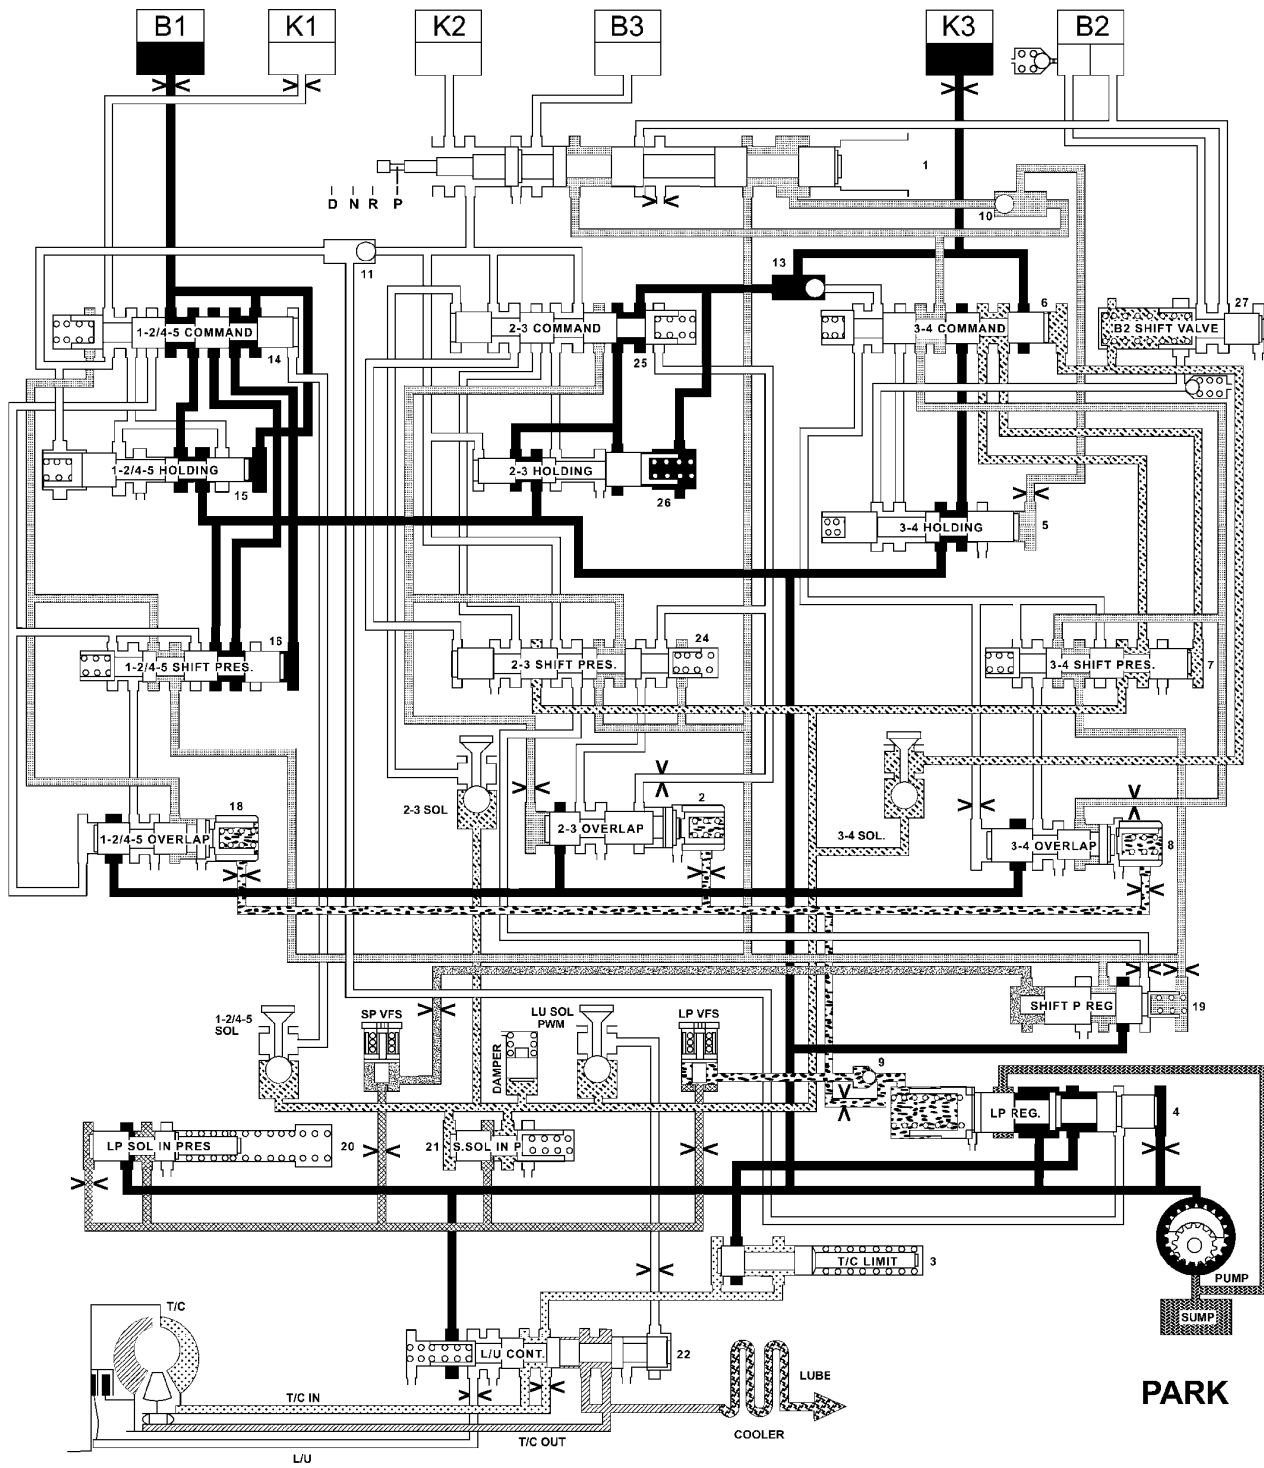 B1
K1
K2
B3
K3
B2
1
D N R P
10
11
13
6
27
1-2/4-5 COMMAND
2-3 COMMAND
3-4 COMMAND
B2 SHIFT VALVE
14
25
1-2/4-5 HOLDING
2-3 HOLDING
15
26
3-4 HOLDING
5
16
24
1-2/4-5 SHIFT PRES.
2-3 SHIFT PRES.
3-4 SHIFT PRES.
7
2-3 SOL
18
2
3-4 SOL.
1-2/4-5 OVERLAP
2-3 OVERLAP
3-4 OVERLAP
8
SHIFT P REG
19
1-2/4-5
SOL
SP VFS
LU SOL
PWM
LP VFS
DAMPER
9
LP REG.
4
LP SOL IN PRES
20
21
S.SOL IN P
T/C LIMIT
3
PUMP
SUMP
T/C
L/U CONT.
22
T/C IN
LUBE
PARK
COOLER
T/C OUT
L/U